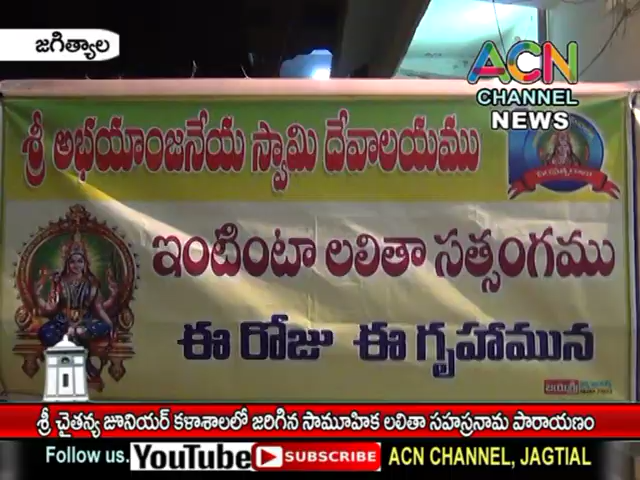 జగిత్యాల
ACN
CHANNEL
NEWS
శ్రీ అభయాంజనేయ స్వామి దేవాలయము
ఇంటింటా లలితా సత్సంగము
ఈ రోజు ఈ గృహామున
శ్రీ చైతన్య జూనియర్ కళాశాలలో జరిగిన సామూహిక లలితా సహస్రనామ పారాయణం
Follow us. YouTube SUBSCRIBE ACN CHANNEL, JAGTIAL